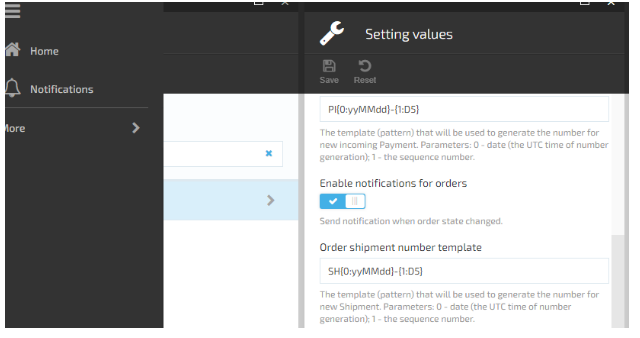 Home
Notifications
More
Setting values
Save Reset
PI{0:yyMMdd}-{1:D5}
The template (pattern) that will be used to generate the number for
new incoming Payment. Parameters: 0 - date (the UTC time of number
generation); 1 - the sequence number.
Enable notifications for orders
Send notification when order state changed.
Order shipment number template
SH{0:yyMMdd}-{1:D5}
The template (pattern) that will be used to generate the number for
new Shipment. Parameters: 0 - date (the UTC time of number
generation); 1 - the sequence number.